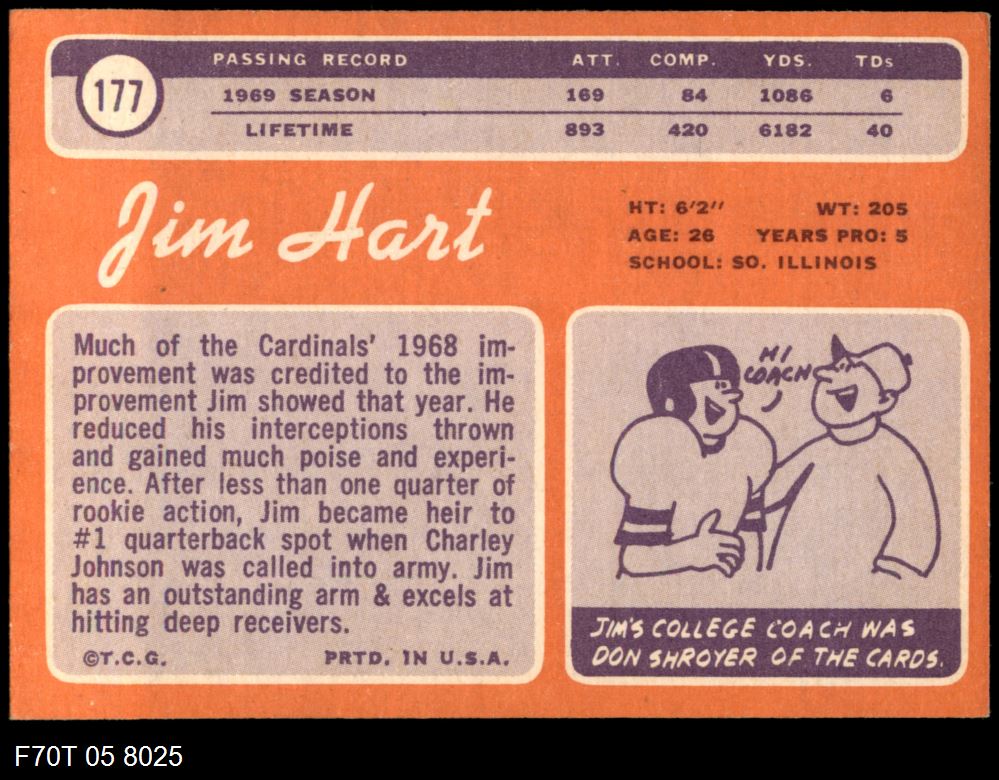 177
PASSING RECORD ATT. COMP. YDS. TDs
1969 SEASON 169 84 1086 6
LIFETIME 893 420 6182 40
Jim Hart
HT: 6'2" WT: 205
AGE: 26 YEARS PRO: 5
SCHOOL: SO. ILLINOIS
Much of the Cardinals' 1968 im-
provement was credited to the im-
provement Jim showed that year. He
reduced his interceptions thrown
and gained much poise and experi-
ence. After less than one quarter of
rookie action, Jim became heir to
#1 quarterback spot when Charley
Johnson was called into army. Jim
has an outstanding arm & excels at
hitting deep receivers.
©T.C.G. PRTD. IN U.S.A.
HI
COACH
JIM'S COLLEGE COACH WAS
DON SHROYER OF THE CARDS.
F70T 05 8025